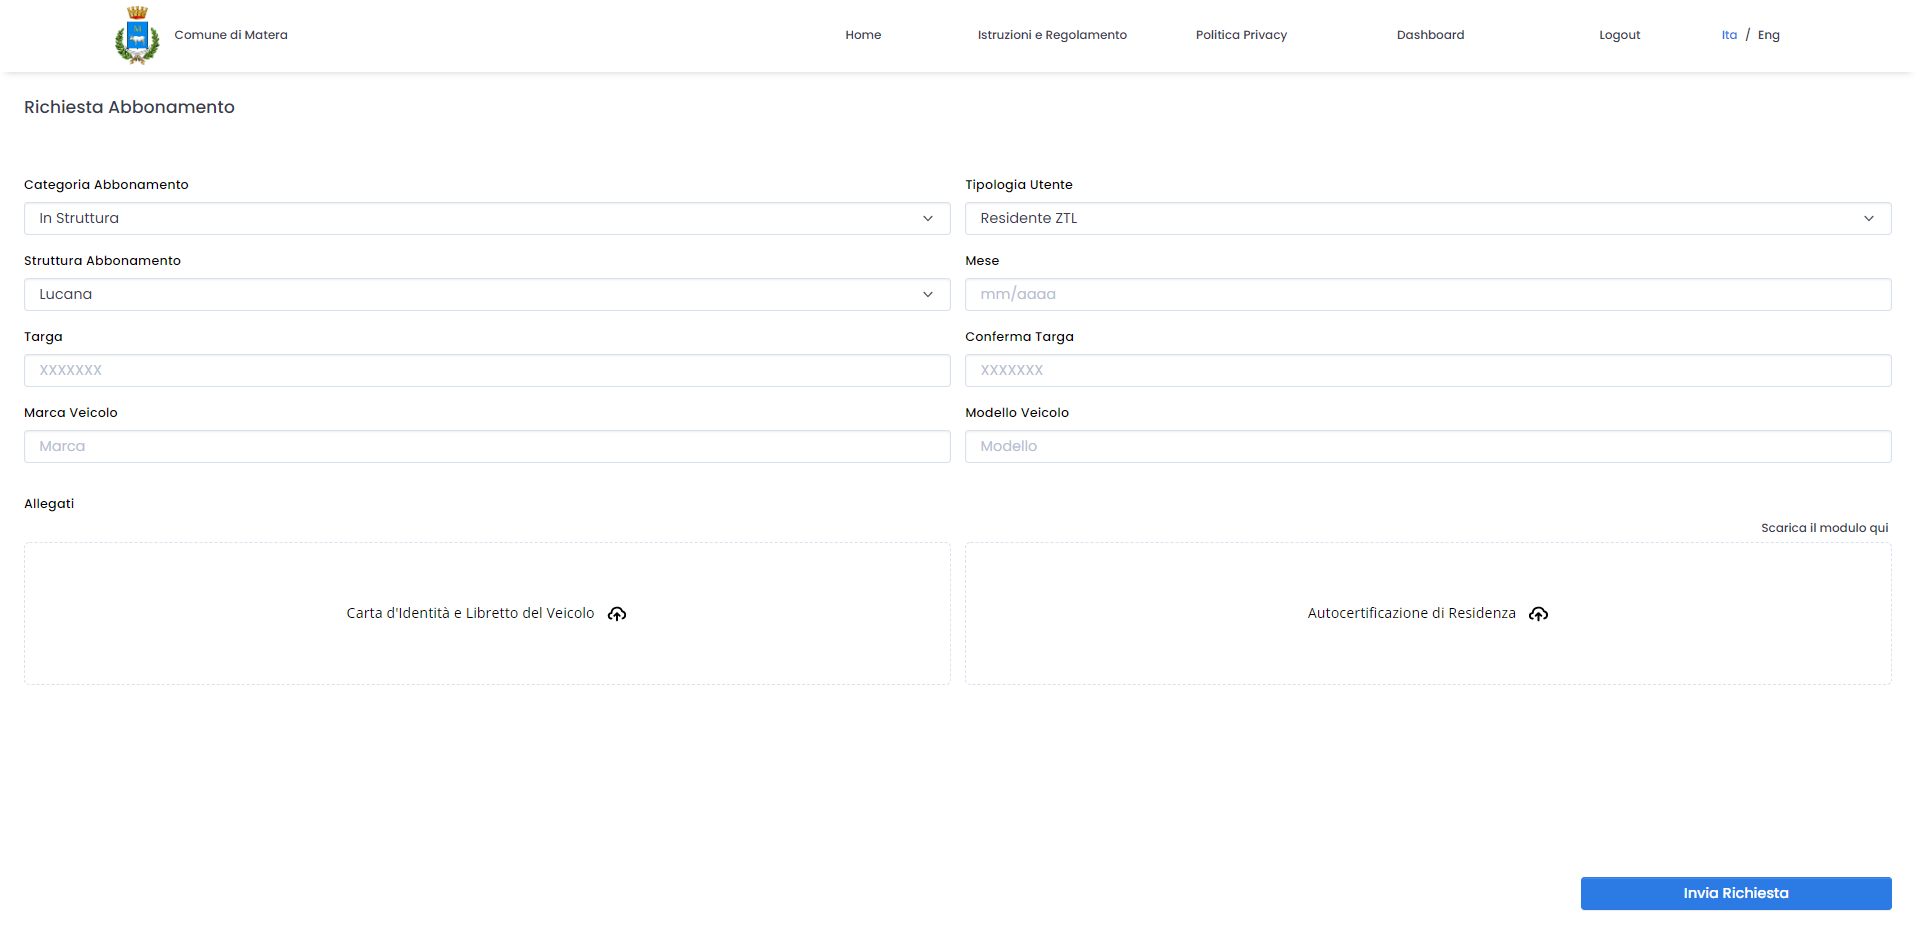 Comune di Matera
Home
Istruzioni e Regolamento
Politica Privacy
Dashboard
Logout
Ita / Eng
Richiesta Abbonamento
Categoria Abbonamento
Tipologia Utente
In Struttura
Residente ZTL
Struttura Abbonamento
Mese
Lucana
mm/aaaa
Targa
Conferma Targa
XXXXXXX
XXXXXXX
Marca Veicolo
Modello Veicolo
Marca
Modello
Allegati
Scarica il modulo qui
Carta d'Identità e Libretto del Veicolo
Autocertificazione di Residenza
Invia Richiesta